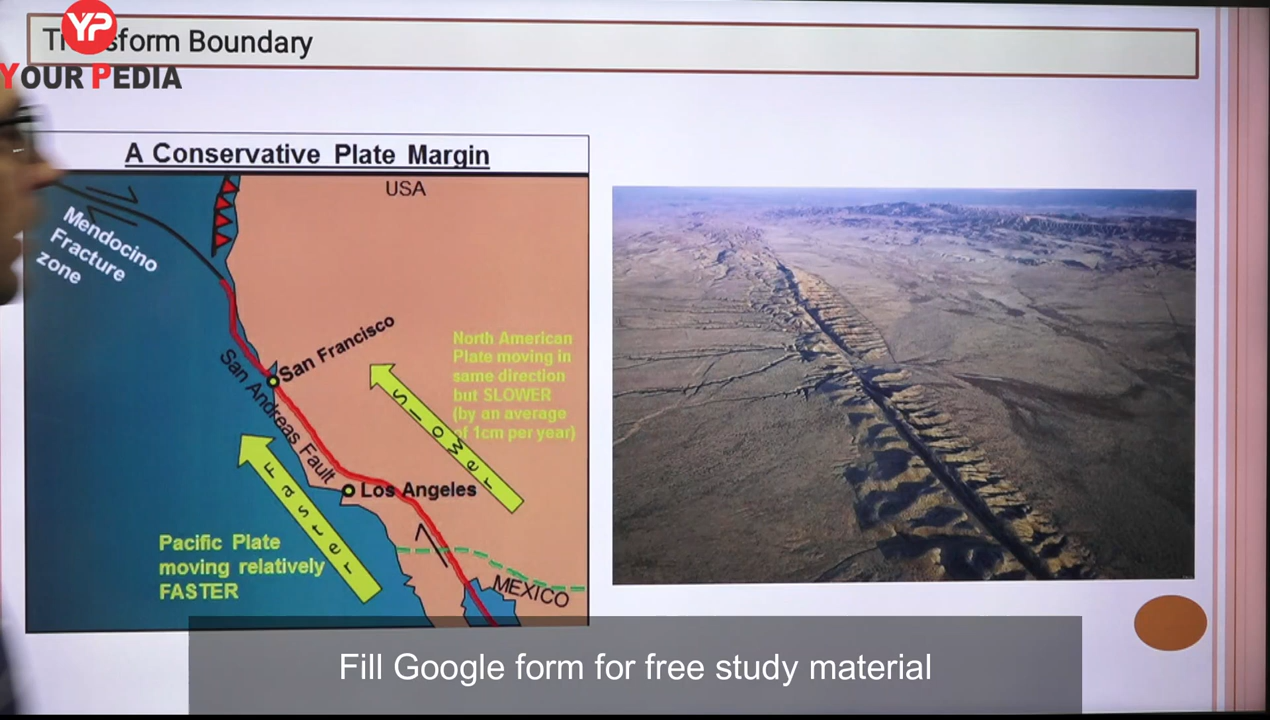 Transform Boundary
YP
YOUR PEDIA
A Conservative Plate Margin
USA
Mendocino
Fracture
zone
San Francisco
North American
Plate moving in
same direction
but SLOWER
(by an average
of 1cm per year)
Slower
San Andreas Fault
Los Angeles
Faster
Pacific Plate
moving relatively
FASTER
MEXICO
Fill Google form for free study material